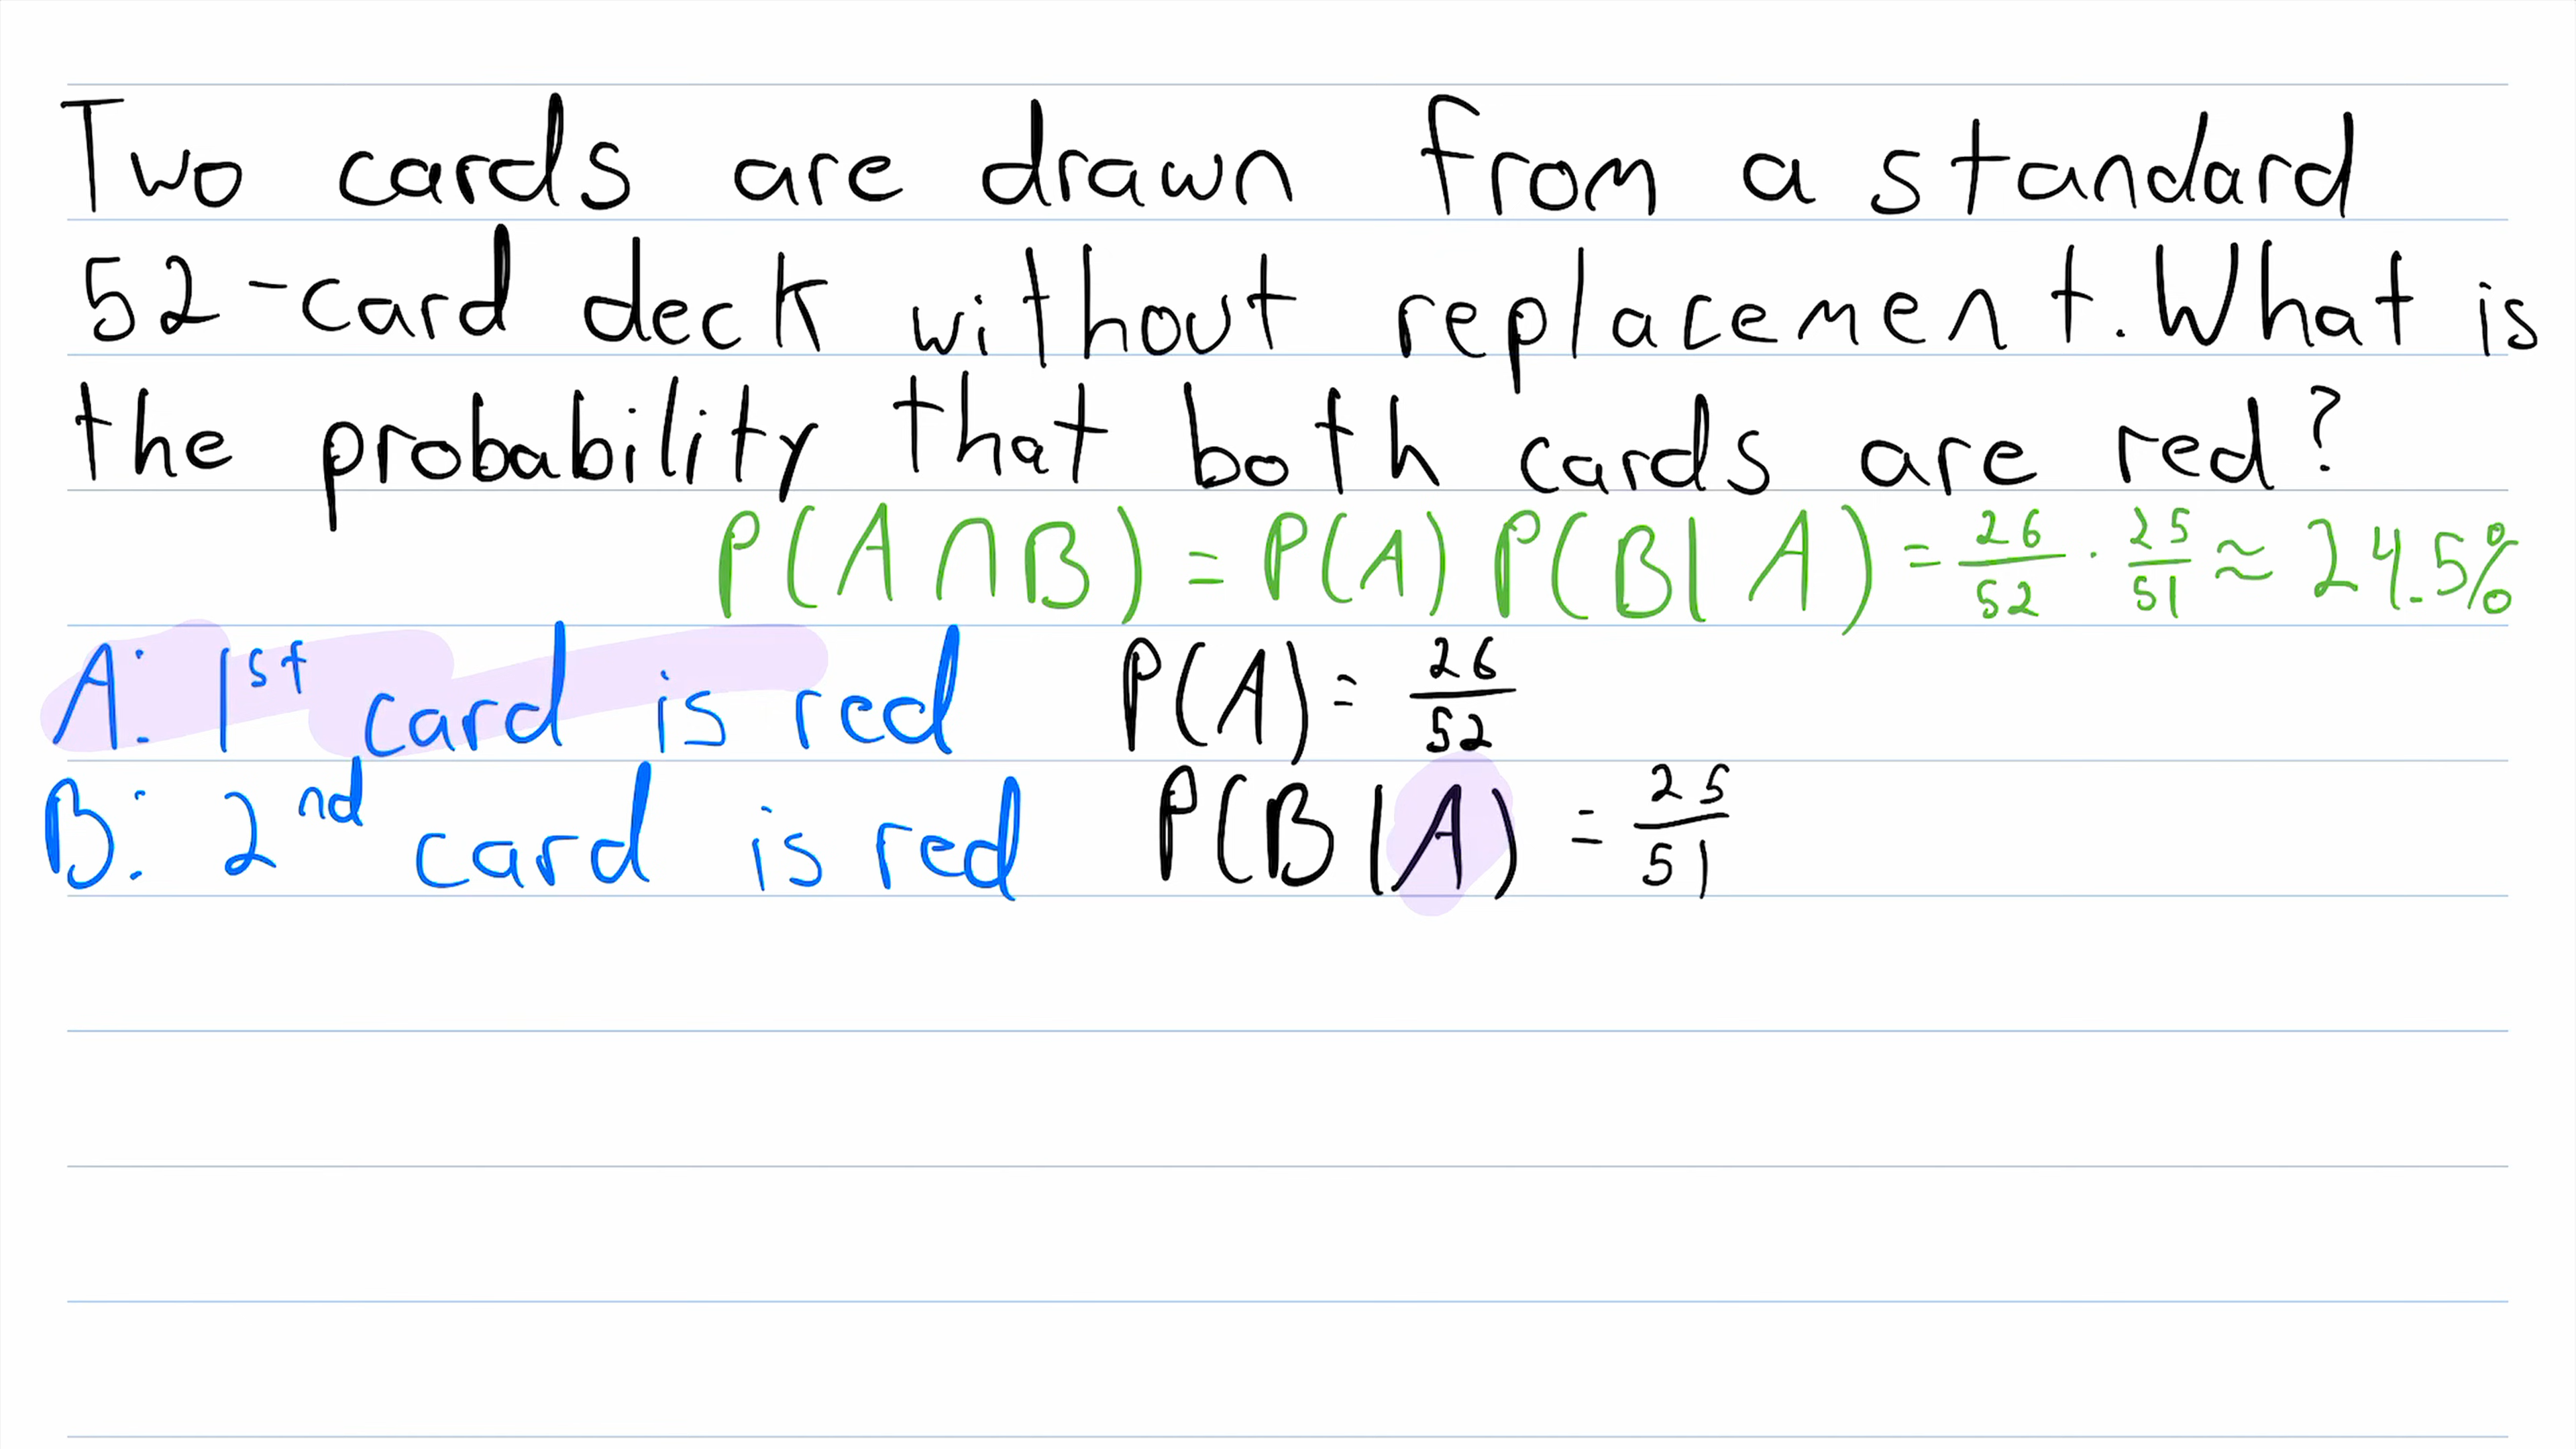 Two cards are drawn from a standard
52-card deck without replacement. What is
the probability that both cards are red?
P(A∩B) = P(A) P(B|A) = 26/52 · 25/51 ≈ 24.5%
A: 1st card is red P(A) = 26/52
B: 2nd card is red P(B|A) = 25/51